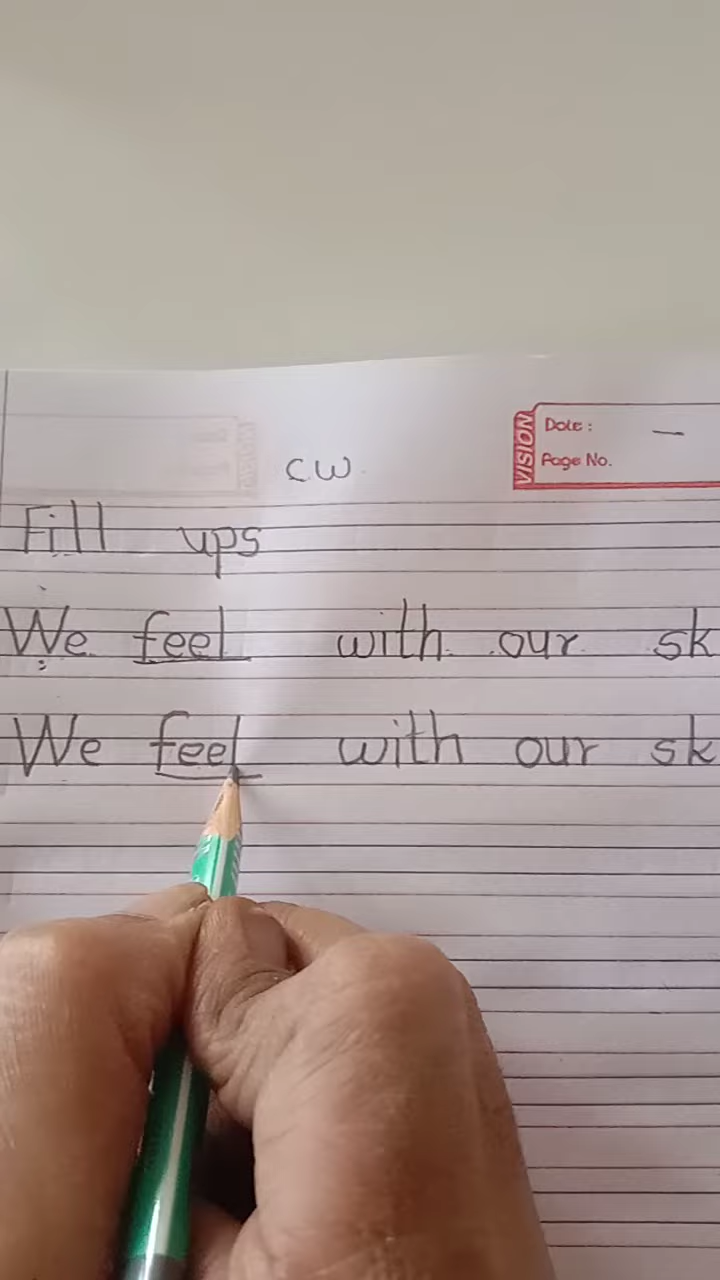 VISION
Date: —
Page No.
CW
Fill ups
We feel with our sk
We feel with our sk